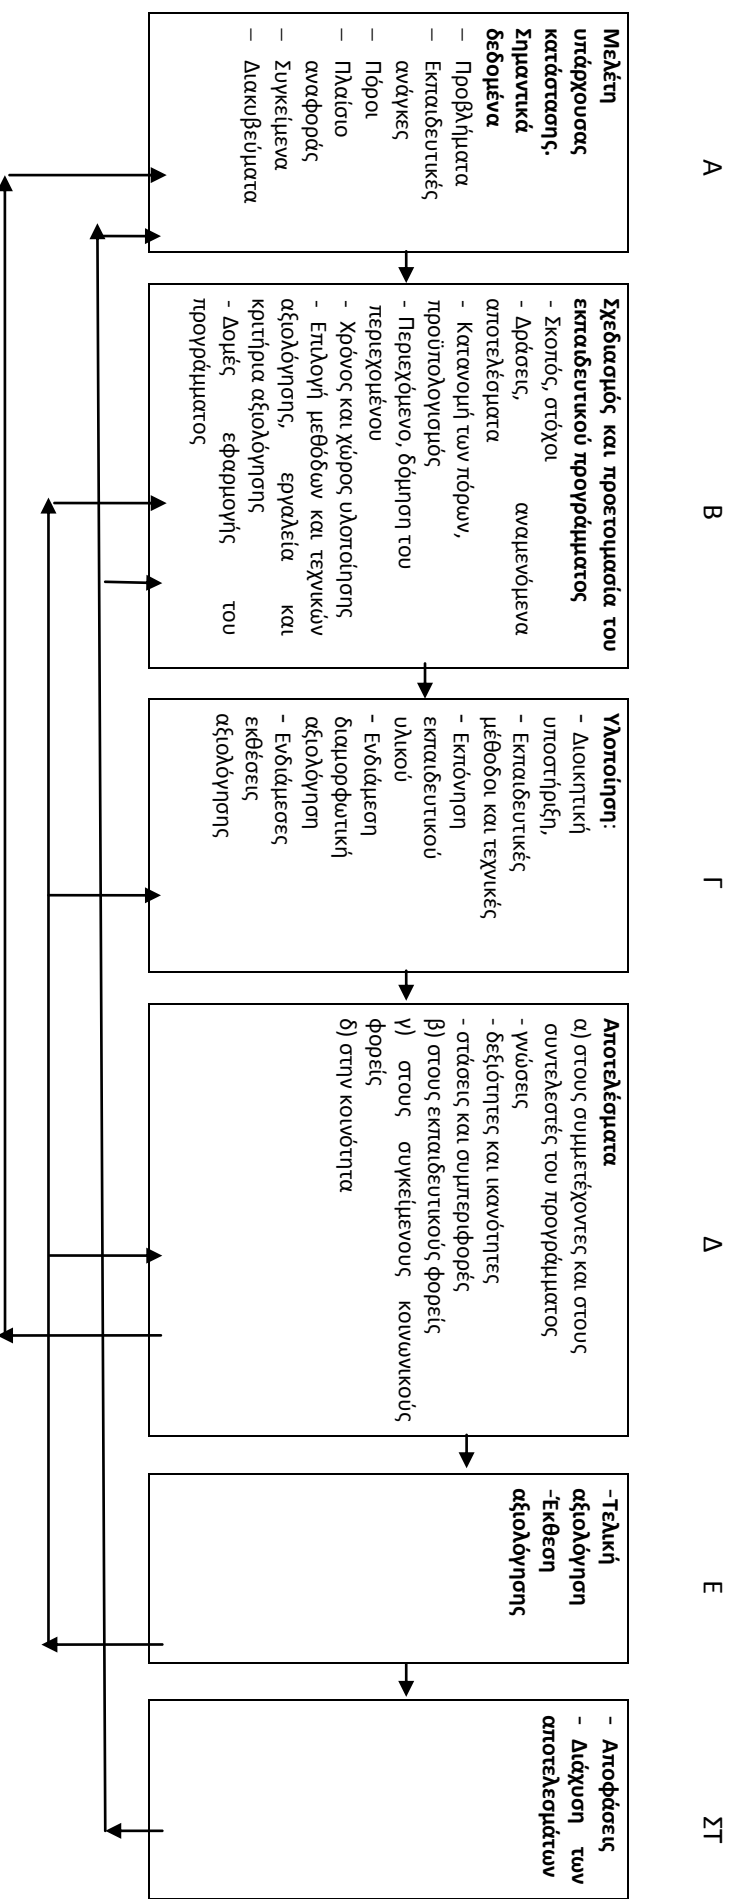 Α
Β
Γ
Δ
Ε
ΣΤ
Μελέτη
υπάρχουσας
κατάστασης.
Σημαντικά
δεδομένα
– Προβλήματα
– Εκπαιδευτικές
ανάγκες
– Πόροι
– Πλαίσιο
αναφοράς
– Συγκείμενα
– Διακυβεύματα
Σχεδιασμός και προετοιμασία του
εκπαιδευτικού προγράμματος
- Σκοπός, στόχοι
- Δράσεις, αναμενόμενα
αποτελέσματα
- Κατανομή των πόρων,
προϋπολογισμός
- Περιεχόμενο, δόμηση του
περιεχομένου
- Χρόνος και χώρος υλοποίησης
- Επιλογή μεθόδων και τεχνικών
αξιολόγησης, εργαλεία και
κριτήρια αξιολόγησης
- Δομές εφαρμογής του
προγράμματος
Υλοποίηση:
- Διοικητική
υποστήριξη,
- Εκπαιδευτικές
μέθοδοι και τεχνικές
- Εκπόνηση
εκπαιδευτικού
υλικού
- Ενδιάμεση
διαμορφωτική
αξιολόγηση
- Ενδιάμεσες
εκθέσεις
αξιολόγησης
Αποτελέσματα
α) στους συμμετέχοντες και στους
συντελεστές του προγράμματος
- γνώσεις
- δεξιότητες και ικανότητες
- στάσεις και συμπεριφορές
β) στους εκπαιδευτικούς φορείς
γ) στους συγκείμενους κοινωνικούς
φορείς
δ) στην κοινότητα
-Τελική
αξιολόγηση
-Έκθεση
αξιολόγησης
- Αποφάσεις
- Διάχυση των
αποτελεσμάτων